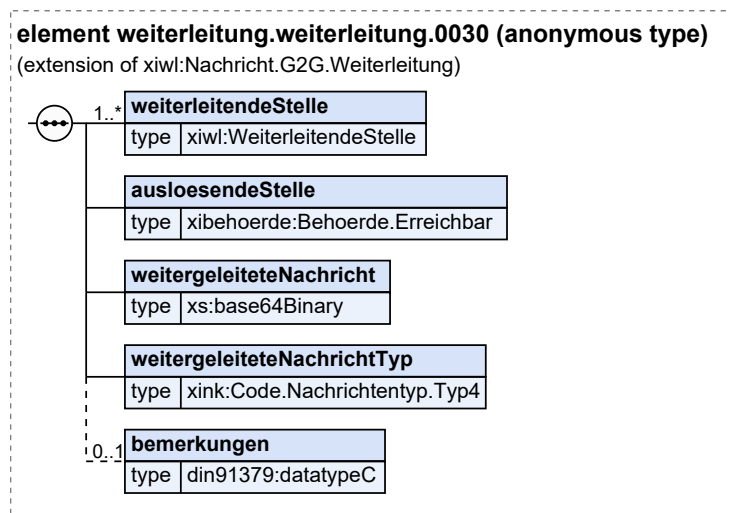 element weiterleitung.weiterleitung.0030 (anonymous type)
(extension of xiwl:Nachricht.G2G.Weiterleitung)
1..* weiterleitendeStelle
type xiwl:WeiterleitendeStelle
ausloesendeStelle
type xibehoerde:Behoerde.Erreichbar
weitergeleiteteNachricht
type xs:base64Binary
weitergeleiteteNachrichtTyp
type xink:Code.Nachrichtentyp.Typ4
0..1 bemerkungen
type din91379:datatypeC